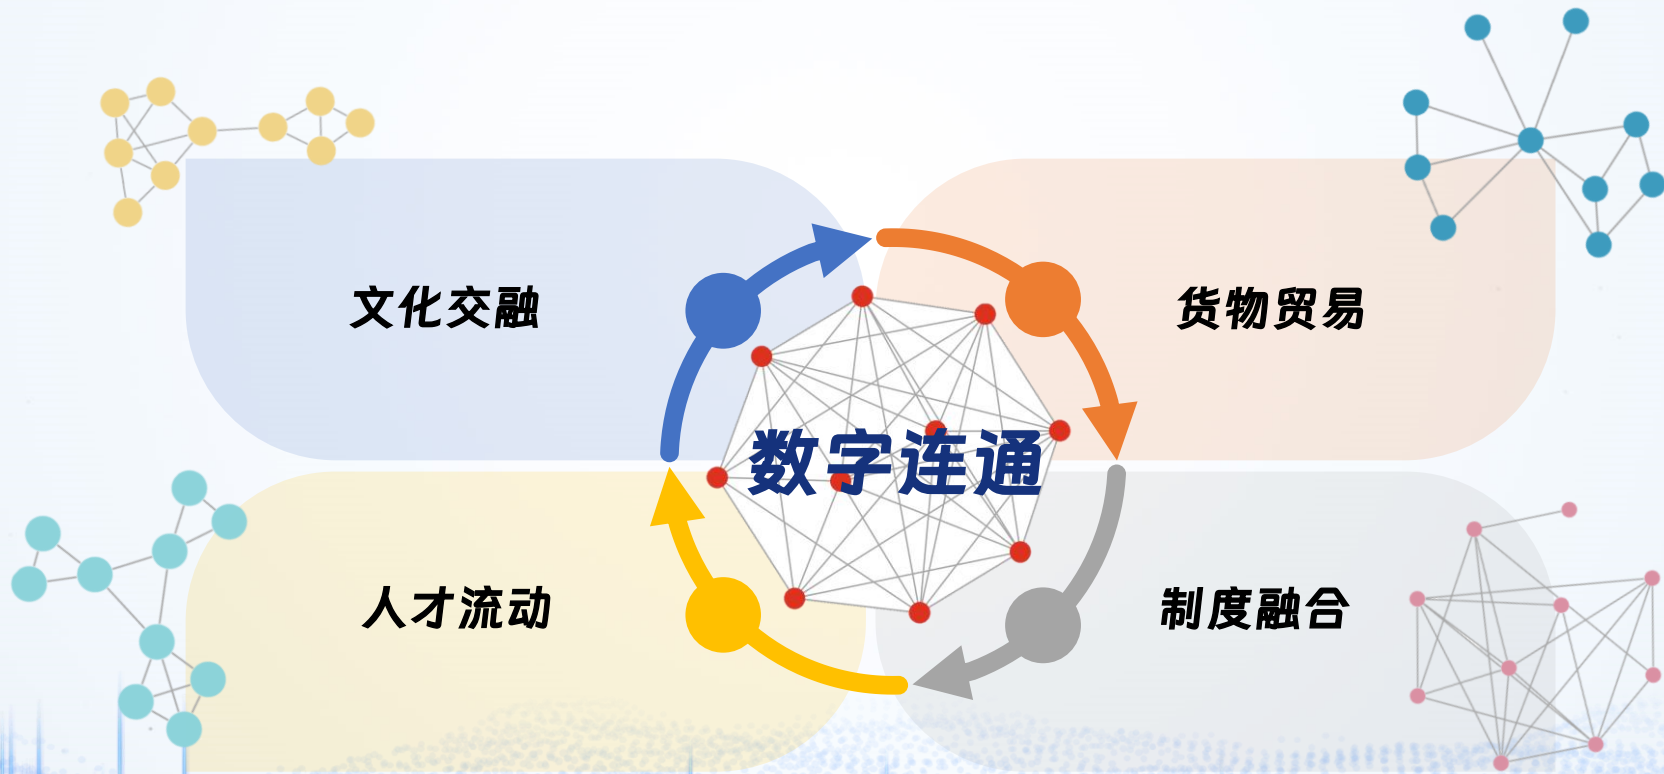 文化交融
货物贸易
数字连通
人才流动
制度融合